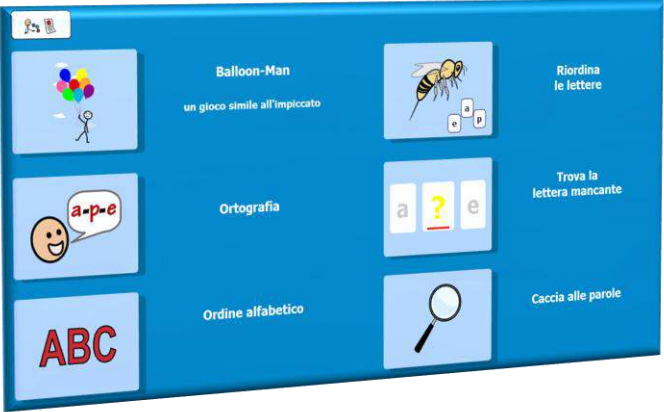 Balloon-Man
un gioco simile all'impiccato
a-p-e
Ortografia
ABC
Ordine alfabetico
e a p
Riordina
le lettere
a ? e
Trova la
lettera mancante
Caccia alle parole